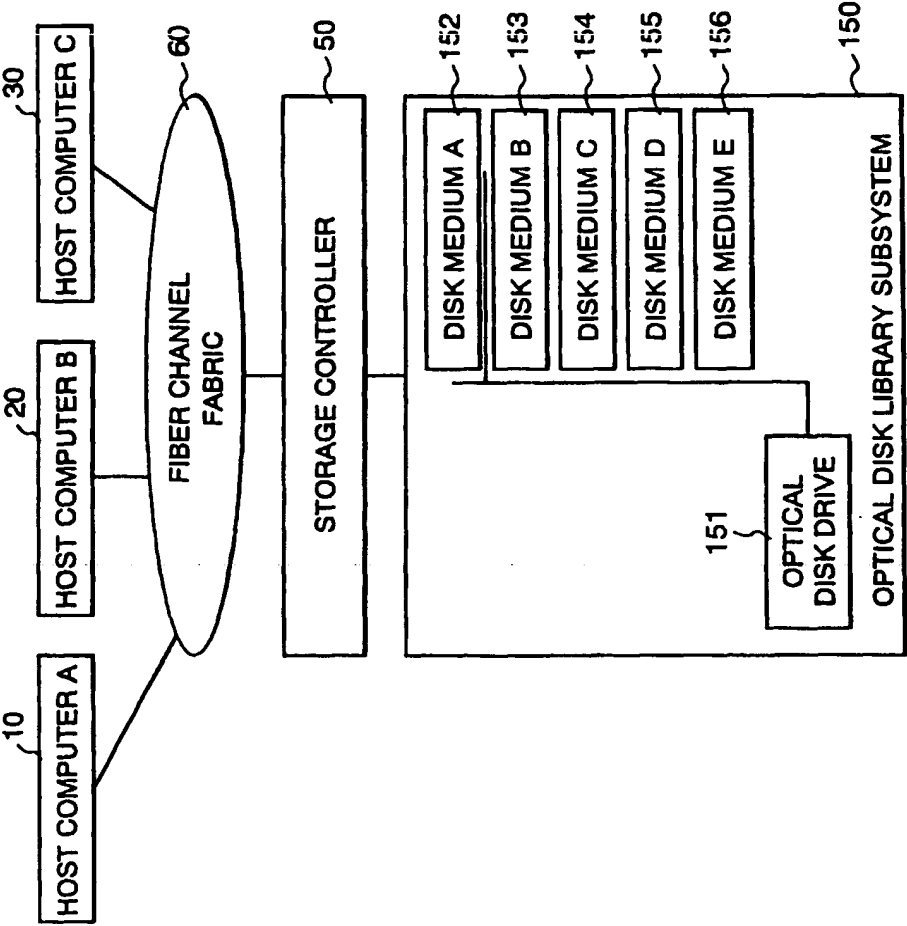 10
HOST COMPUTER A
20
HOST COMPUTER B
30
HOST COMPUTER C
60
FIBER CHANNEL
FABRIC
50
STORAGE CONTROLLER
152
DISK MEDIUM A
153
DISK MEDIUM B
154
DISK MEDIUM C
155
DISK MEDIUM D
156
DISK MEDIUM E
151
OPTICAL
DISK DRIVE
150
OPTICAL DISK LIBRARY SUBSYSTEM